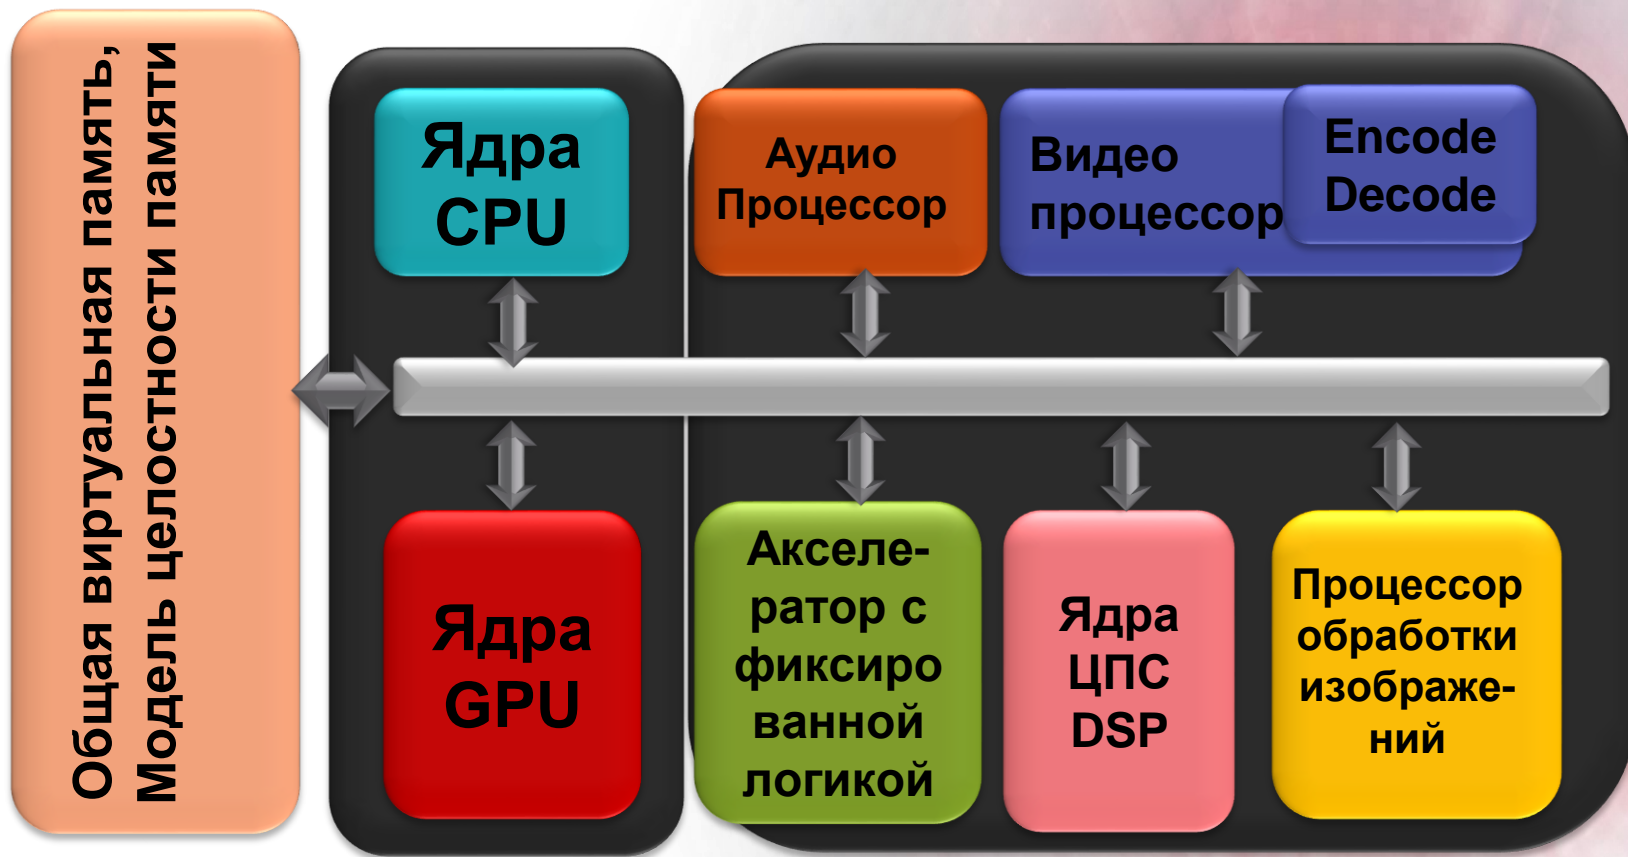 Общая виртуальная память,
Модель целостности памяти
Ядра
CPU
Аудио
Процессор
Видео
процессор
Encode
Decode
Ядра
GPU
Акселе-
ратор с
фиксиро
ванной
логикой
Ядра
ЦПС
DSP
Процессор
обработки
изображе-
ний